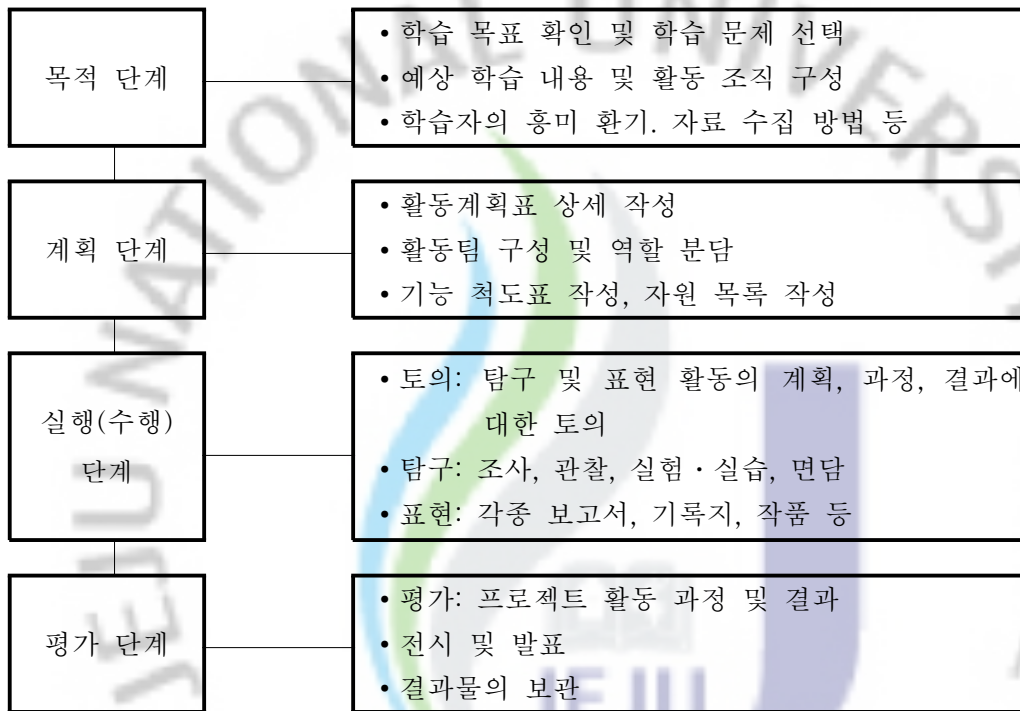 목적 단계
• 학습 목표 확인 및 학습 문제 선택
• 예상 학습 내용 및 활동 조직 구성
• 학습자의 흥미 환기. 자료 수집 방법 등
계획 단계
• 활동계획표 상세 작성
• 활동팀 구성 및 역할 분담
• 기능 척도표 작성, 자원 목록 작성
실행(수행)
단계
• 토의: 탐구 및 표현 활동의 계획, 과정, 결과에
대한 토의
• 탐구: 조사, 관찰, 실험·실습, 면담
• 표현: 각종 보고서, 기록지, 작품 등
평가 단계
• 평가: 프로젝트 활동 과정 및 결과
• 전시 및 발표
• 결과물의 보관
JEJU NATIONAL UNIVERSI
JEJU